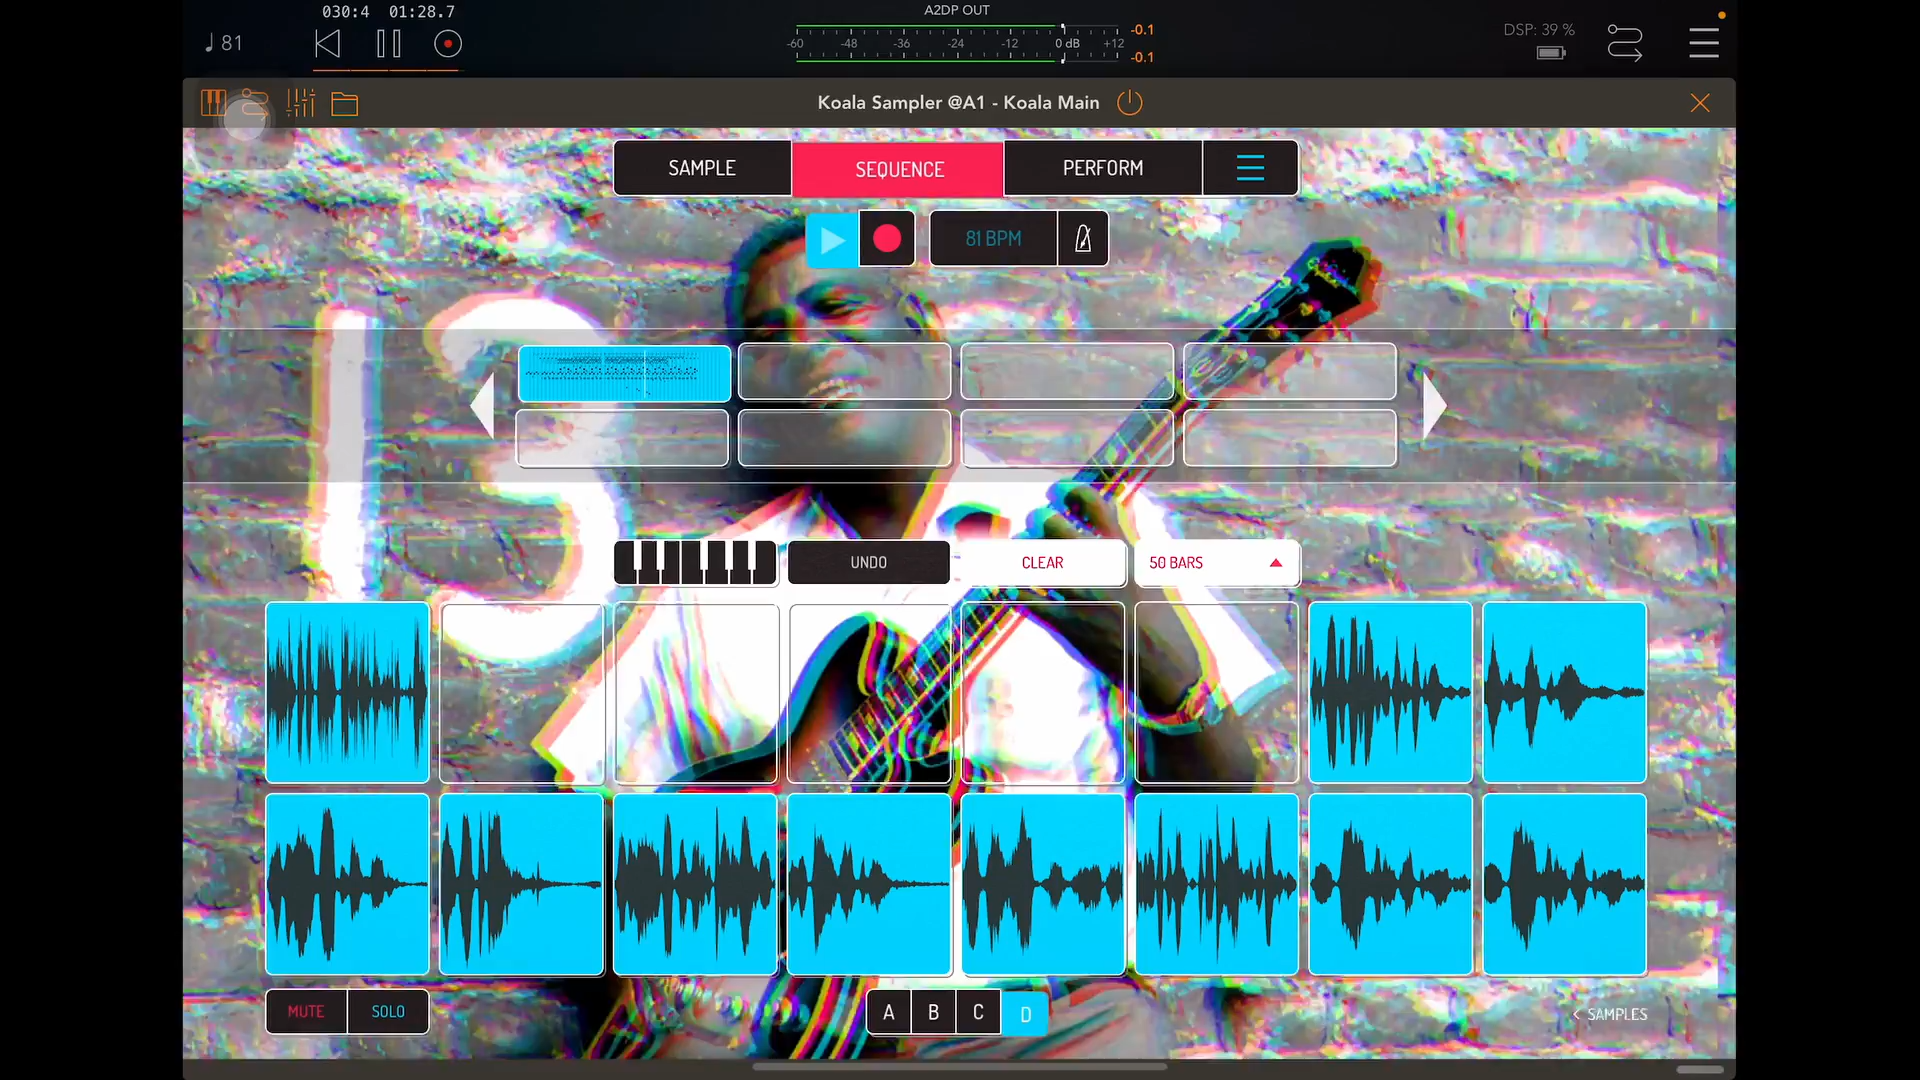 030:4 01:28.7
♩ 81
A2DP OUT
-60 -48 -36 -24 -12 0 dB +12
-0.1
-0.1
DSP: 39 %
Koala Sampler @A1 - Koala Main
SAMPLE SEQUENCE PERFORM
81 BPM
13
UNDO CLEAR 50 BARS
MUTE SOLO A B C D < SAMPLES